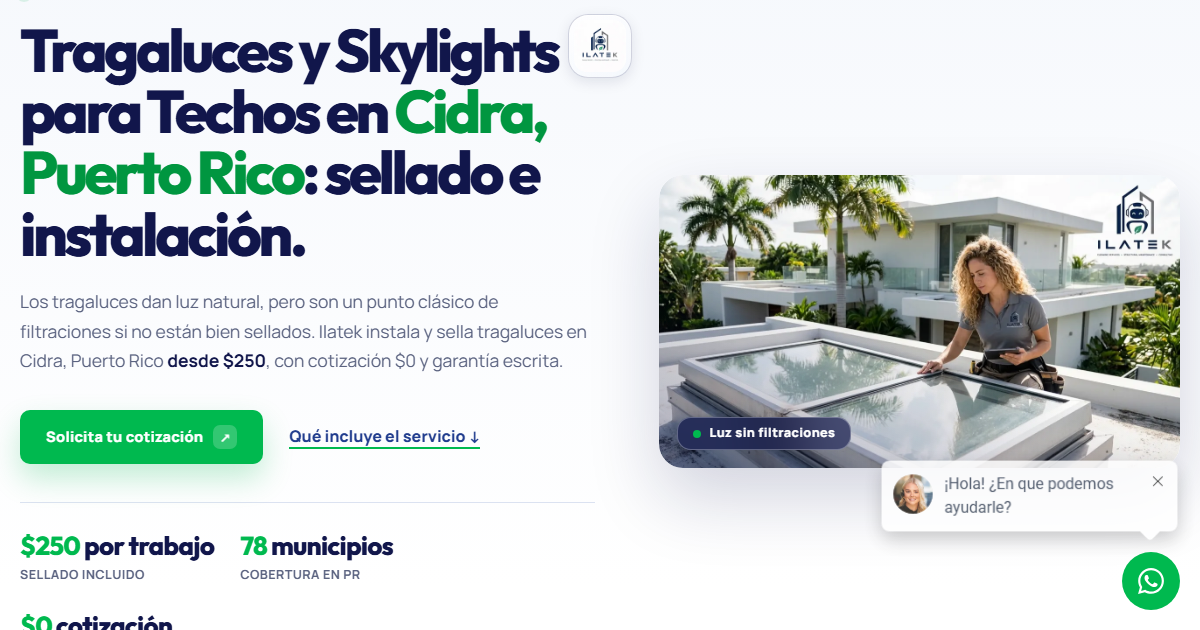 Tragaluces y Skylights
para Techos en Cidra,
Puerto Rico: sellado e
instalación.
ILATEK
Los tragaluces dan luz natural, pero son un punto clásico de
filtraciones si no están bien sellados. Ilatek instala y sella tragaluces en
Cidra, Puerto Rico desde $250, con cotización $0 y garantía escrita.
Solicita tu cotización ↗
Qué incluye el servicio ↓
$250 por trabajo
SELLADO INCLUIDO
78 municipios
COBERTURA EN PR
$0 cotización
ILATEK
Luz sin filtraciones
¡Hola! ¿En que podemos
ayudarle?